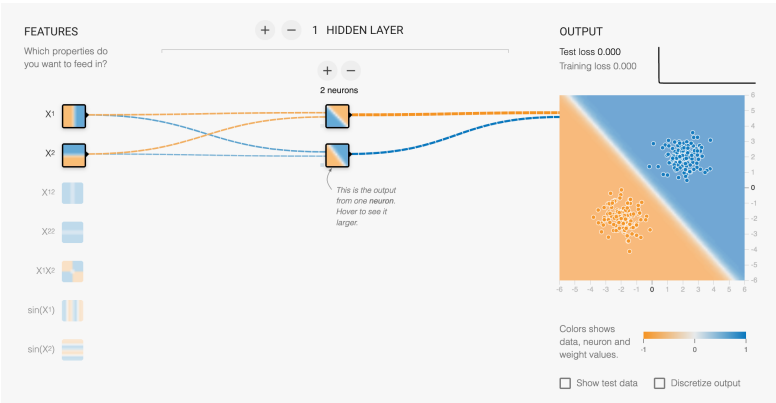 FEATURES
Which properties do
you want to feed in?
X1
X2
X12
X22
X1X2
sin(X1)
sin(X2)
+ − 1 HIDDEN LAYER
+ −
2 neurons
This is the output
from one neuron.
Hover to see it
larger.
OUTPUT
Test loss 0.000
Training loss 0.000
6
5
4
3
2
1
0
-1
-2
-3
-4
-5
-6
-6 -5 -4 -3 -2 -1 0 1 2 3 4 5 6
Colors shows
data, neuron and
weight values.
-1 0 1
Show test data
Discretize output